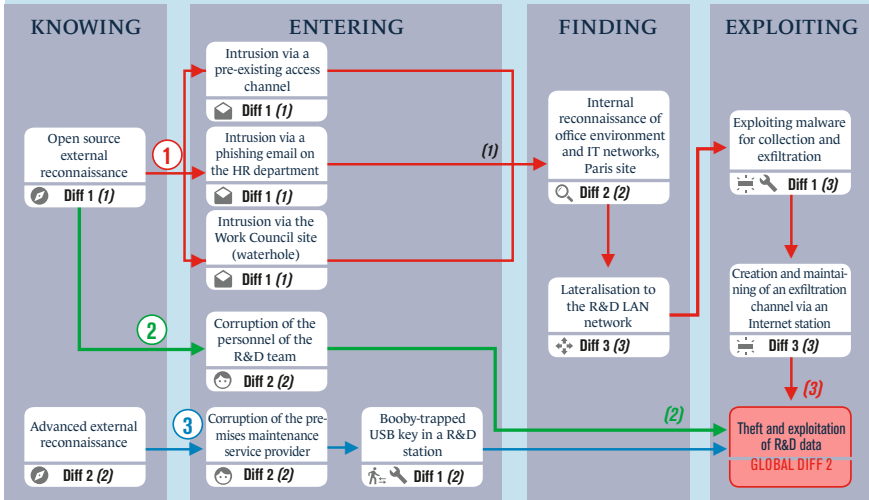 KNOWING
ENTERING
FINDING
EXPLOITING
Open source
external
reconnaissance
Diff 1 (1)
1
Intrusion via a
pre-existing access
channel
Diff 1 (1)
Intrusion via a
phishing email on
the HR department
Diff 1 (1)
Intrusion via the
Work Council site
(waterhole)
Diff 1 (1)
(1)
Internal
reconnaissance of
office environment
and IT networks,
Paris site
Diff 2 (2)
Lateralisation to
the R&D LAN
network
Diff 3 (3)
Exploiting malware
for collection and
exfiltration
Diff 1 (3)
Creation and maintai-
ning of an exfiltration
channel via an
Internet station
Diff 3 (3)
(3)
2
Corruption of the
personnel of the
R&D team
Diff 2 (2)
(2)
Advanced external
reconnaissance
Diff 2 (2)
3
Corruption of the pre-
mises maintenance
service provider
Diff 2 (2)
Booby-trapped
USB key in a R&D
station
Diff 1 (2)
Theft and exploitation
of R&D data
GLOBAL DIFF 2